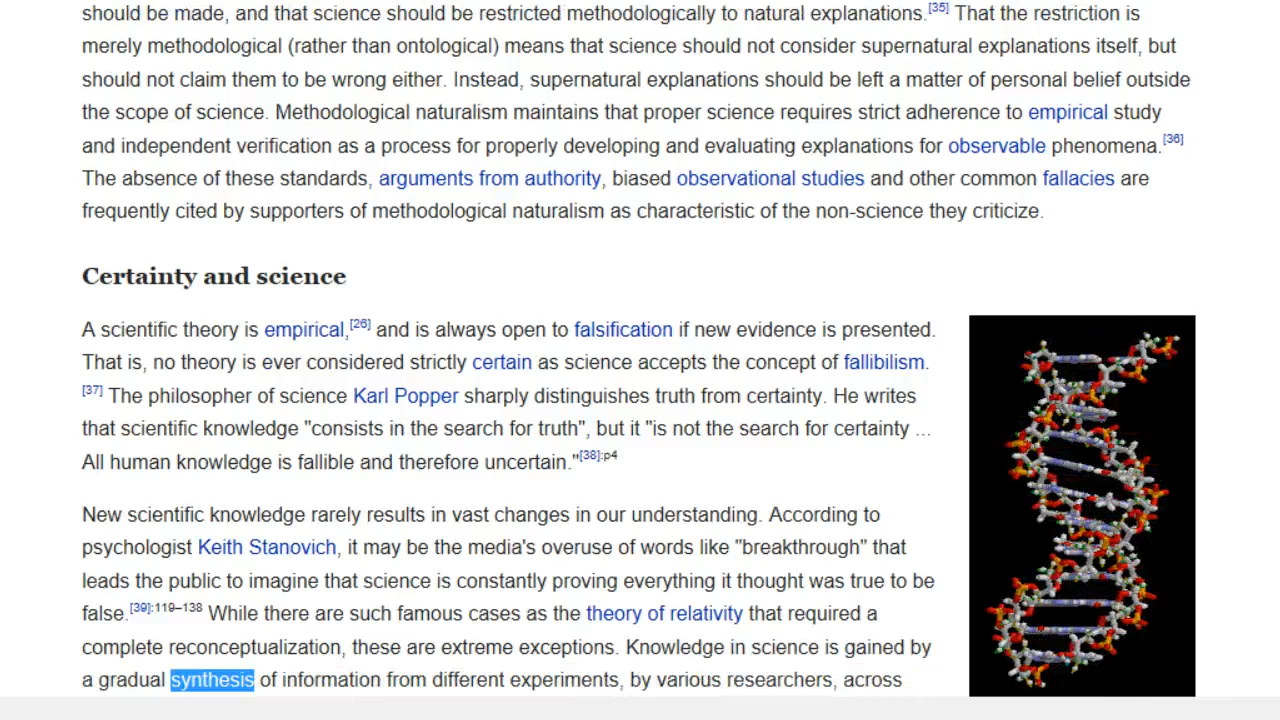 should be made, and that science should be restricted methodologically to natural explanations.[35] That the restriction is
merely methodological (rather than ontological) means that science should not consider supernatural explanations itself, but
should not claim them to be wrong either. Instead, supernatural explanations should be left a matter of personal belief outside
the scope of science. Methodological naturalism maintains that proper science requires strict adherence to empirical study
and independent verification as a process for properly developing and evaluating explanations for observable phenomena.[36]
The absence of these standards, arguments from authority, biased observational studies and other common fallacies are
frequently cited by supporters of methodological naturalism as characteristic of the non-science they criticize.
Certainty and science
A scientific theory is empirical,[26] and is always open to falsification if new evidence is presented.
That is, no theory is ever considered strictly certain as science accepts the concept of fallibilism.
[37] The philosopher of science Karl Popper sharply distinguishes truth from certainty. He writes
that scientific knowledge "consists in the search for truth", but it "is not the search for certainty ...
All human knowledge is fallible and therefore uncertain."[38]:p4
New scientific knowledge rarely results in vast changes in our understanding. According to
psychologist Keith Stanovich, it may be the media's overuse of words like "breakthrough" that
leads the public to imagine that science is constantly proving everything it thought was true to be
false.[39]:119–138 While there are such famous cases as the theory of relativity that required a
complete reconceptualization, these are extreme exceptions. Knowledge in science is gained by
a gradual synthesis of information from different experiments, by various researchers, across